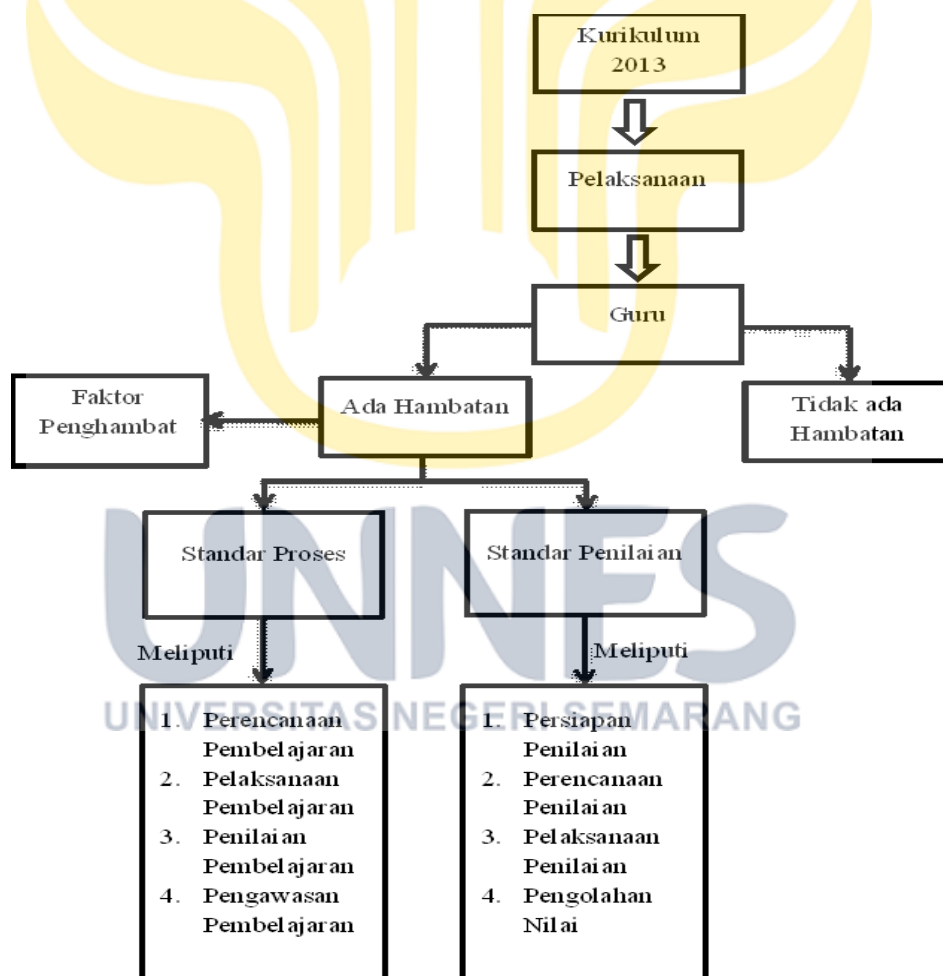 Kurikulum
2013
Pelaksanaan
Guru
Faktor
Penghambat
Ada Hambatan
Tidak ada
Hambatan
Standar Proses
Standar Penilaian
UNNES
Meliputi
Meliputi
UNIVERSITAS NEGERI SEMARANG
1. Perencanaan
Pembelajaran
2. Pelaksanaan
Pembelajaran
3. Penilaian
Pembelajaran
4. Pengawasan
Pembelajaran
1. Persiapan
Penilaian
2. Perencanaan
Penilaian
3. Pelaksanaan
Penilaian
4. Pengolahan
Nilai